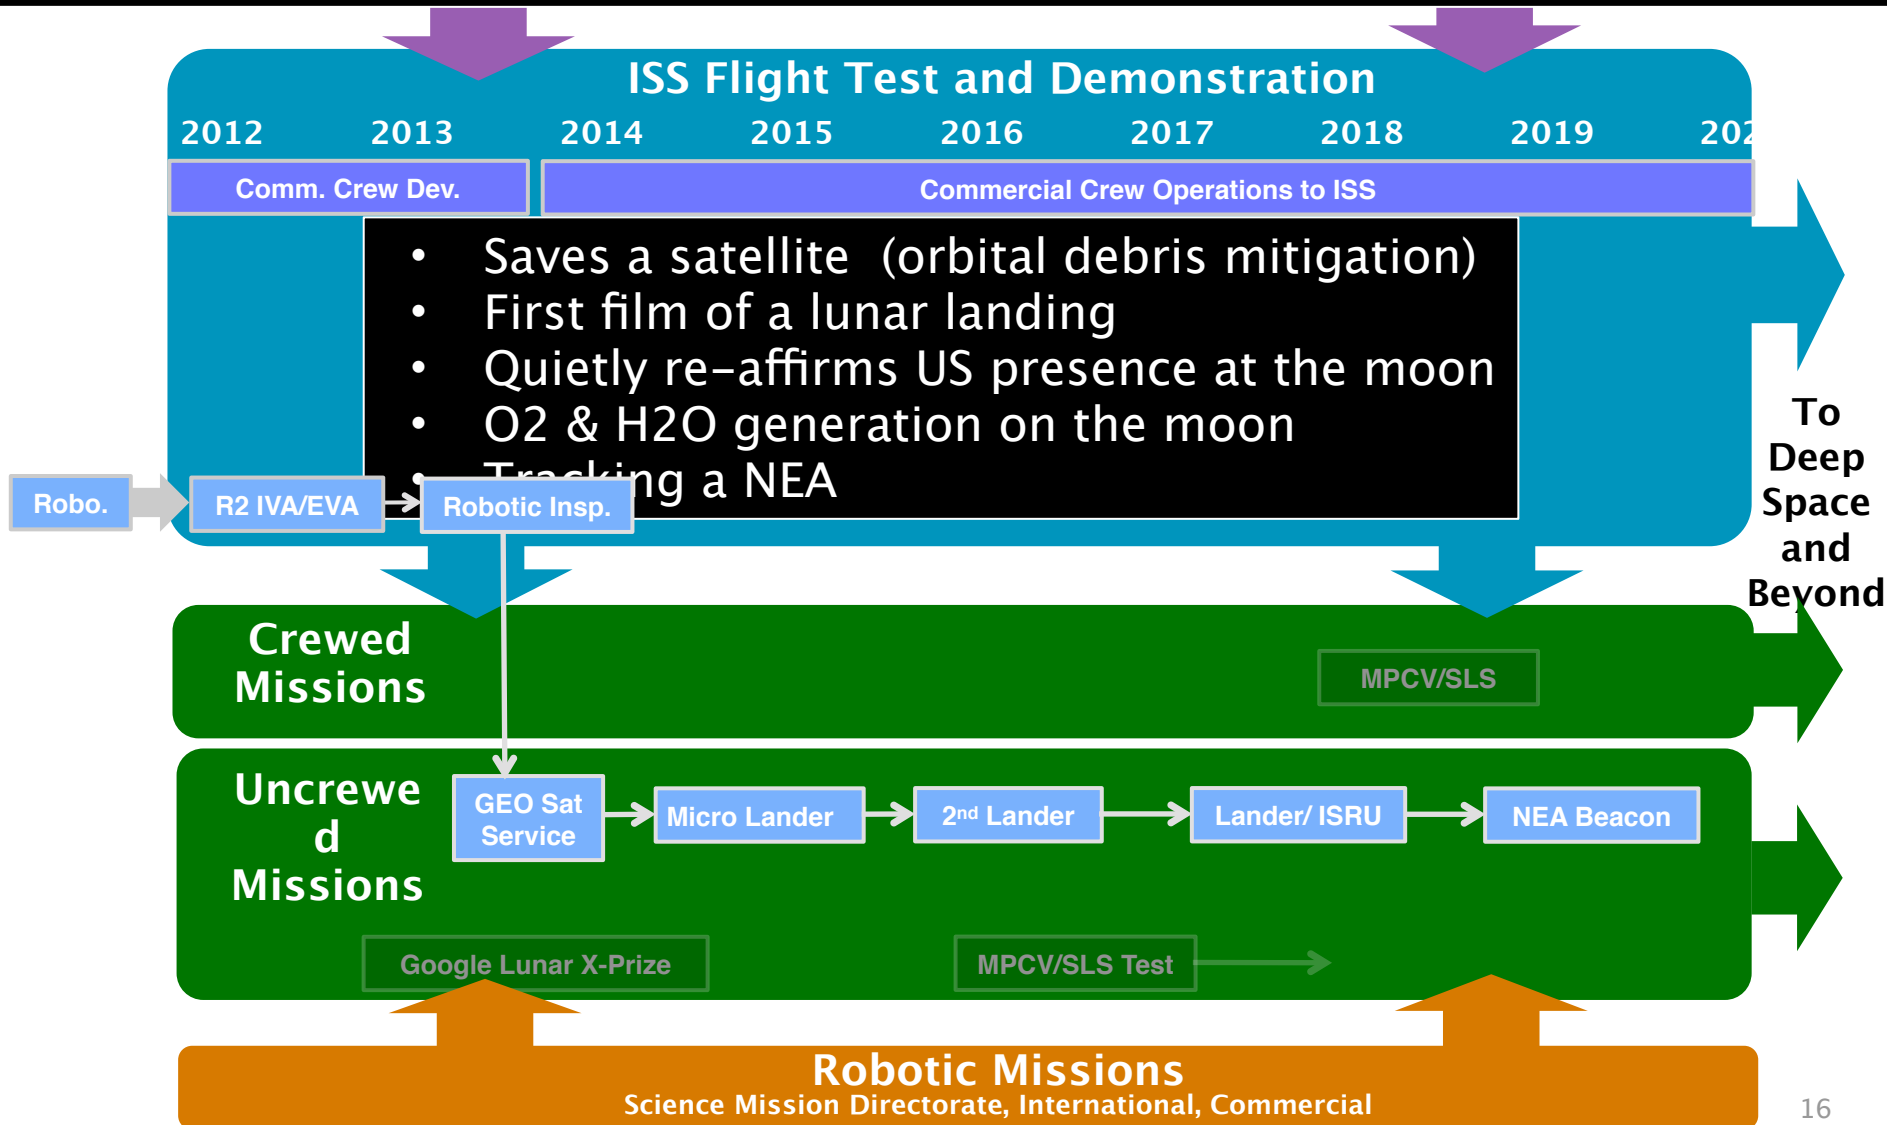 ISS Flight Test and Demonstration
2012 2013 2014 2015 2016 2017 2018 2019 202
Comm. Crew Dev. Commercial Crew Operations to ISS
• Saves a satellite (orbital debris mitigation)
• First film of a lunar landing
• Quietly re-affirms US presence at the moon
• O2 & H2O generation on the moon
• Tracking a NEA
Robo. R2 IVA/EVA Robotic Insp.
To
Deep
Space
and
Beyond
Crewed
Missions
MPCV/SLS
Uncrewe
d
Missions
GEO Sat
Service
Micro Lander
2nd Lander
Lander/ ISRU
NEA Beacon
Google Lunar X-Prize
MPCV/SLS Test
Robotic Missions
Science Mission Directorate, International, Commercial
16